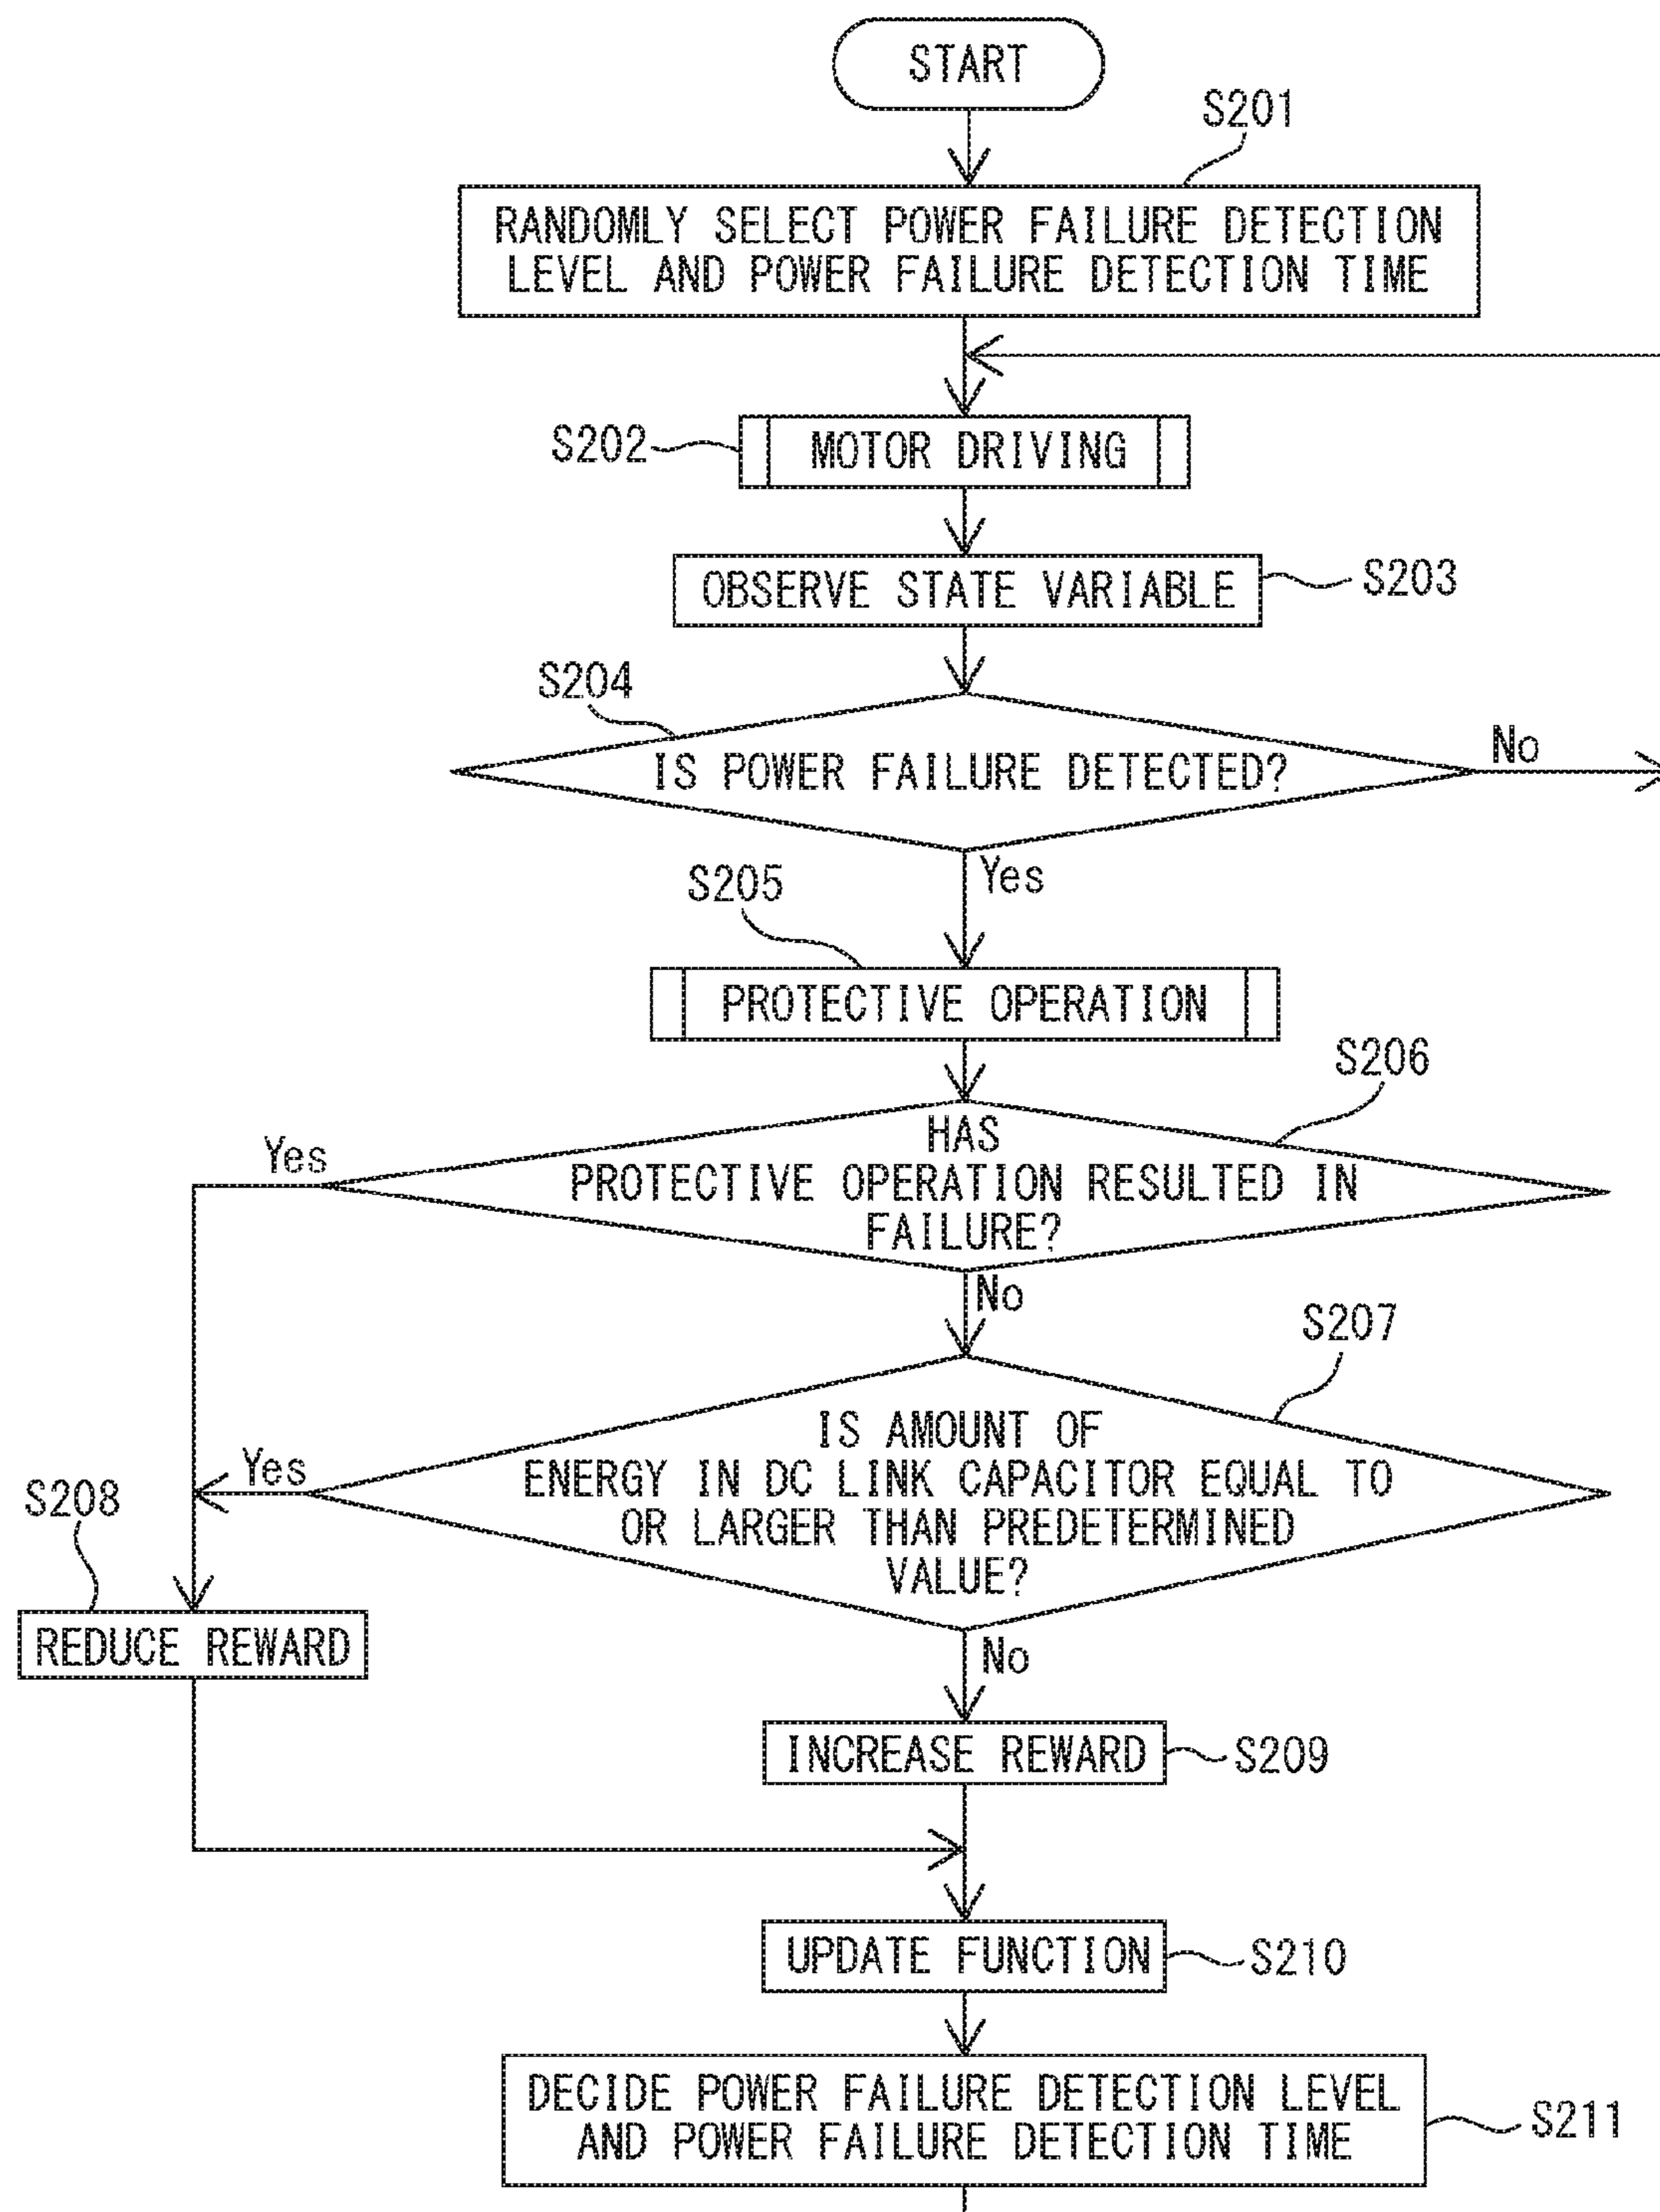 START
S201
RANDOMLY SELECT POWER FAILURE DETECTION
LEVEL AND POWER FAILURE DETECTION TIME
S202
MOTOR DRIVING
OBSERVE STATE VARIABLE
S203
S204
IS POWER FAILURE DETECTED?
No
Yes
S205
PROTECTIVE OPERATION
S206
Yes
HAS
PROTECTIVE OPERATION RESULTED IN
FAILURE?
No
S207
Yes
IS AMOUNT OF
ENERGY IN DC LINK CAPACITOR EQUAL TO
OR LARGER THAN PREDETERMINED
VALUE?
S208
REDUCE REWARD
No
INCREASE REWARD
S209
UPDATE FUNCTION
S210
DECIDE POWER FAILURE DETECTION LEVEL
AND POWER FAILURE DETECTION TIME
S211